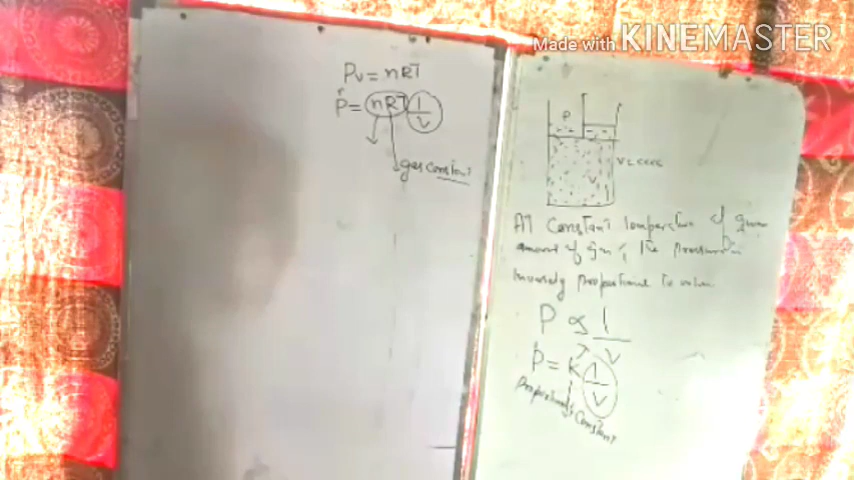 Made with KINEMASTER
PV = nRT
P = nRT 1/V
gas constant
P
V
At Constant temperature of given
amount of gas, the pressure is
inversely proportional to volume
P ∝ 1/V
P = K 1/V
Proportionality Constant